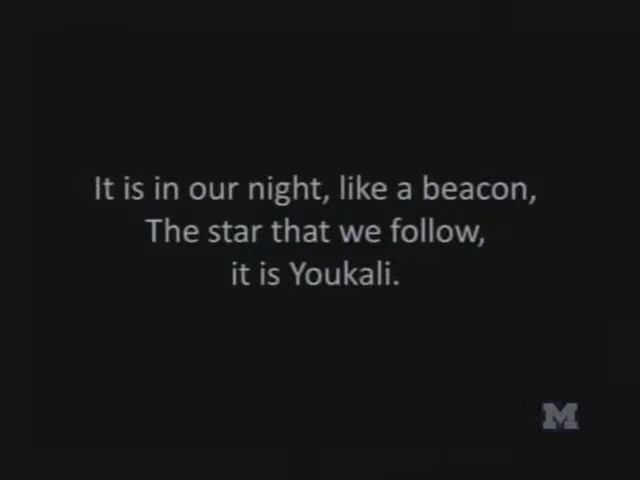 It is in our night, like a beacon,
The star that we follow,
it is Youkali.
M